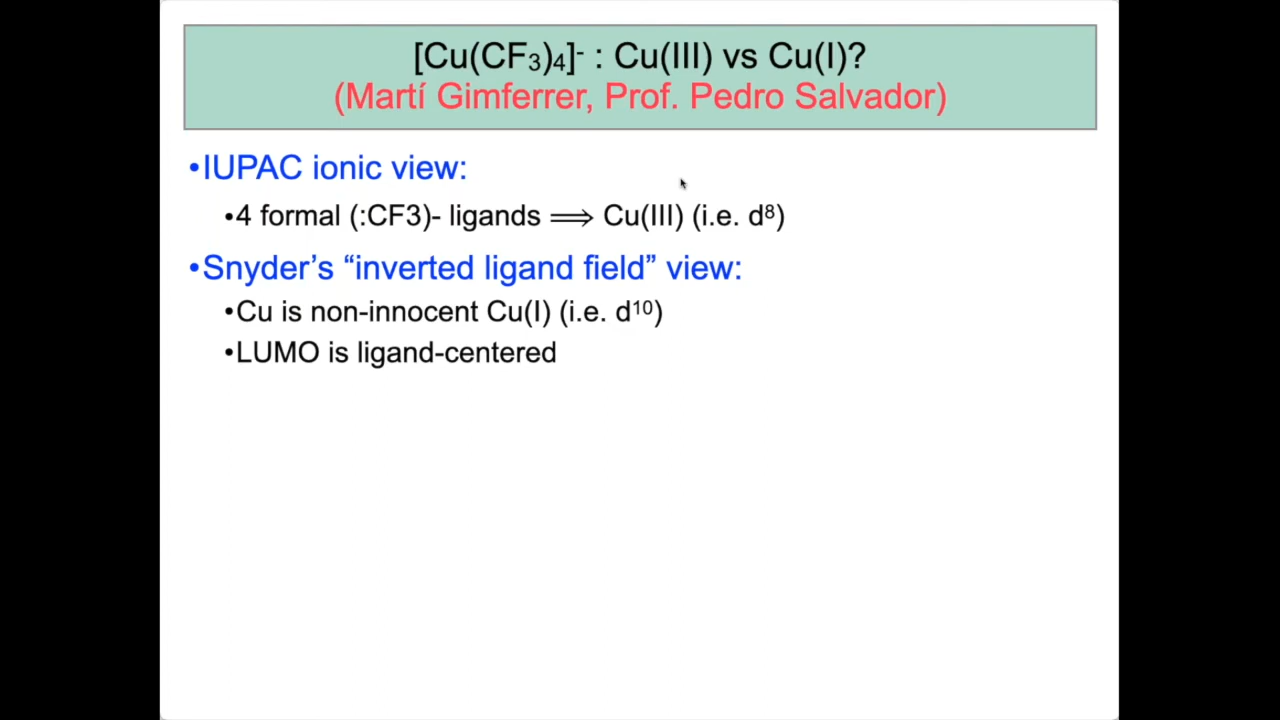 [Cu(CF₃)₄]⁻ : Cu(III) vs Cu(I)?
(Martí Gimferrer, Prof. Pedro Salvador)
•IUPAC ionic view:
•4 formal (:CF3)- ligands ⟹ Cu(III) (i.e. d⁸)
•Snyder’s “inverted ligand field” view:
•Cu is non-innocent Cu(I) (i.e. d¹⁰)
•LUMO is ligand-centered